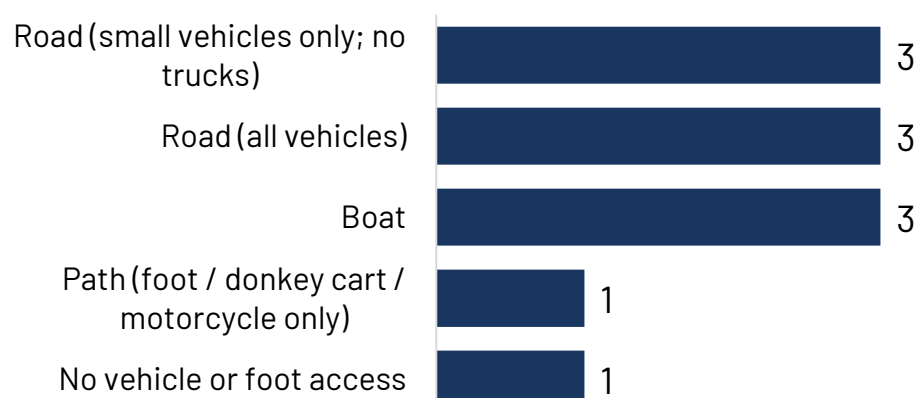 Road (small vehicles only; no
trucks)
3
Road (all vehicles)
3
Boat
3
Path (foot / donkey cart /
motorcycle only)
1
No vehicle or foot access
1